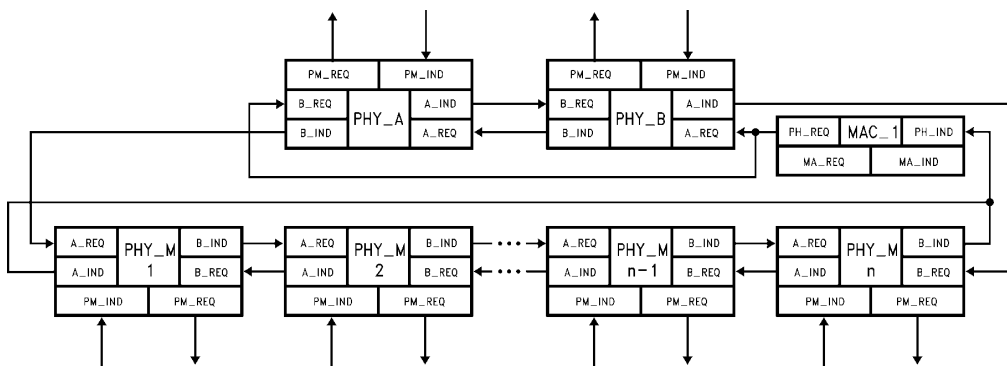 PM_REQ PM_IND PM_REQ PM_IND
B_REQ A_IND B_REQ A_IND
PHY_A PHY_B
B_IND A_REQ B_IND A_REQ PH_REQ MAC_1 PH_IND
MA_REQ MA_IND
A_REQ PHY_M B_IND A_REQ PHY_M B_IND A_REQ PHY_M B_IND A_REQ PHY_M B_IND
A_IND 1 B_REQ A_IND 2 B_REQ A_IND n-1 B_REQ A_IND n B_REQ
PM_IND PM_REQ PM_IND PM_REQ PM_IND PM_REQ PM_IND PM_REQ